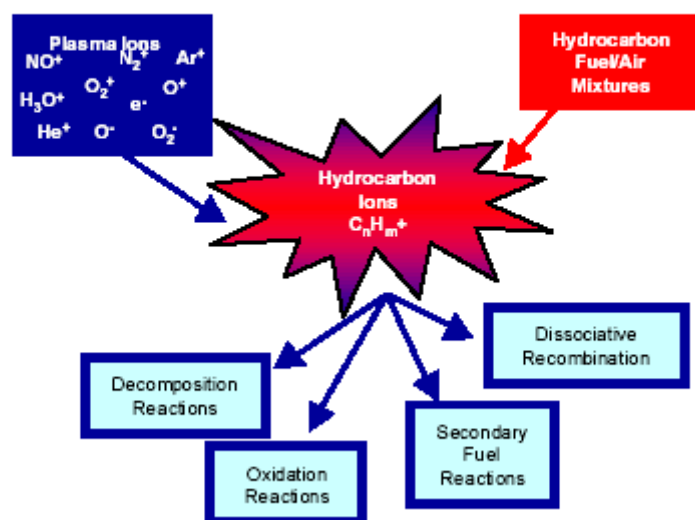 Plasma Ions
NO⁺ N₂⁺ Ar⁺
H₃O⁺ O₂⁺ e⁻ O⁺
He⁺ O⁻ O₂⁻
Hydrocarbon
Fuel/Air
Mixtures
Hydrocarbon
Ions
CₙHₘ+
Dissociative
Recombination
Decomposition
Reactions
Secondary
Fuel
Reactions
Oxidation
Reactions